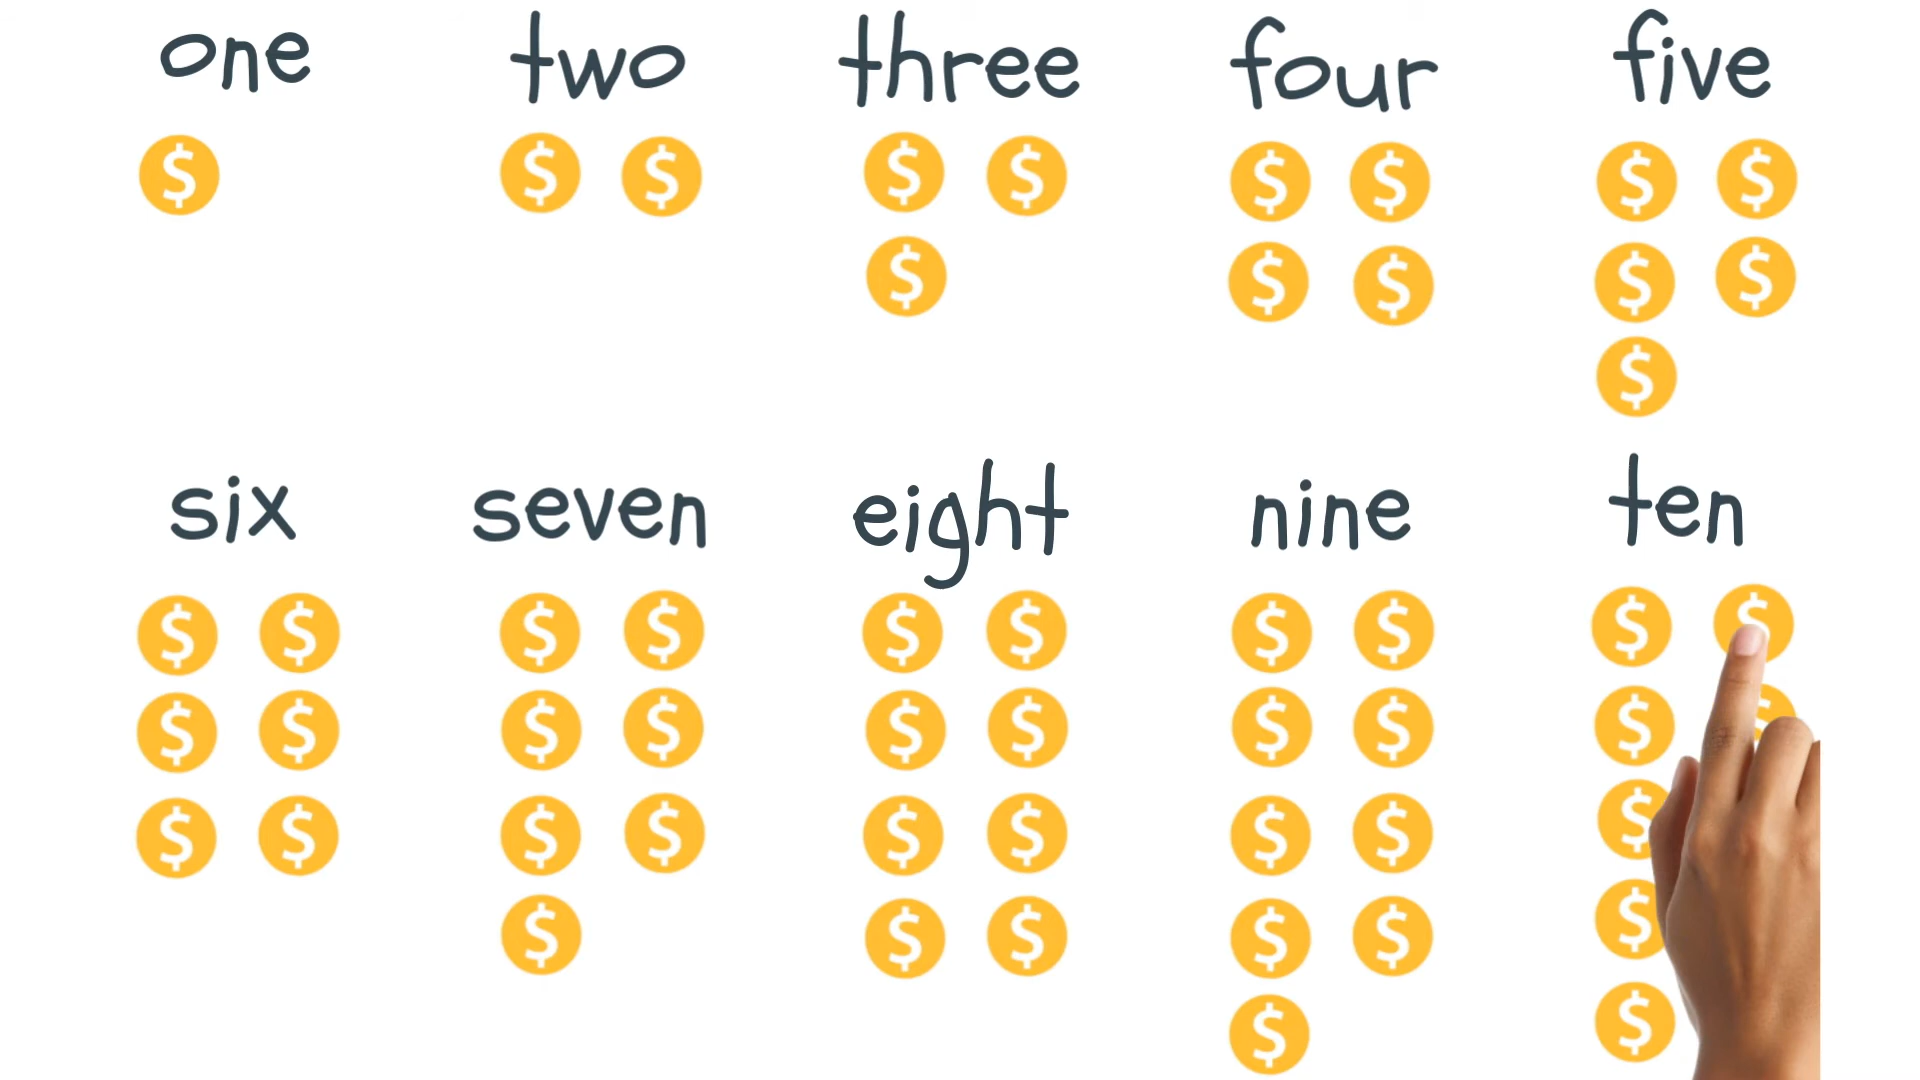 one two three four five
$ $ $ $ $ $ $ $ $
$ $ $ $ $
$
six seven eight nine ten
$ $ $ $ $ $ $ $ $ $
$ $ $ $ $ $ $ $ $ $
$ $ $ $ $ $ $ $ $
$ $ $ $ $ $
$ $